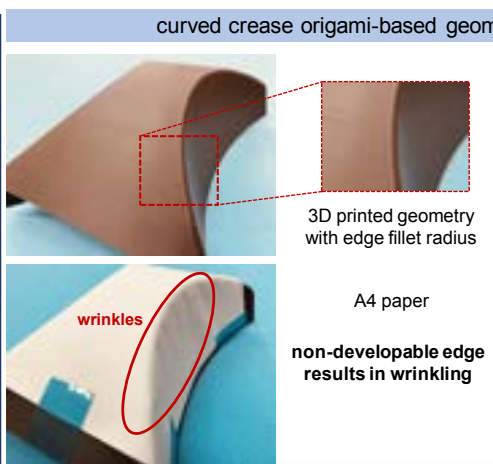 curved crease origami-based geom
3D printed geometry
with edge fillet radius
wrinkles
A4 paper
non-developable edge
results in wrinkling